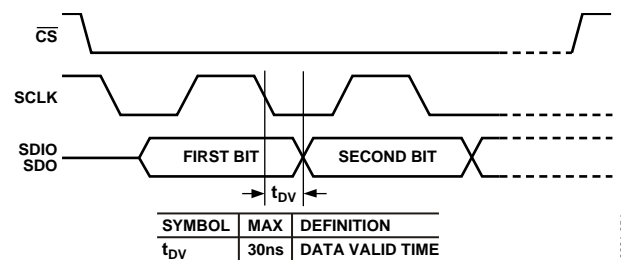 CS
SCLK
SDIO
SDO
FIRST BIT
SECOND BIT
tDV
SYMBOL MAX DEFINITION
tDV 30ns DATA VALID TIME